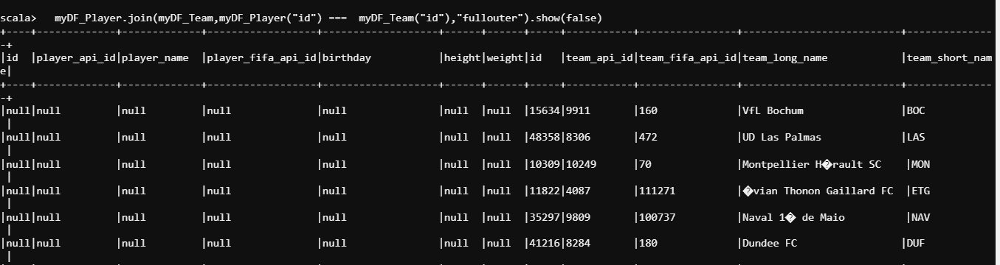 scala>   myDF_Player.join(myDF_Team,myDF_Player("id") ===  myDF_Team("id"),"fullouter").show(false)
+----+-------------+-------------+------------------+-------------------+------+------+-----+-----------+----------------+--------------------------+--------------
-+
|id  |player_api_id|player_name  |player_fifa_api_id|birthday           |height|weight|id   |team_api_id|team_fifa_api_id|team_long_name            |team_short_nam
e|
+----+-------------+-------------+------------------+-------------------+------+------+-----+-----------+----------------+--------------------------+--------------
-+
|null|null         |null         |null              |null               |null  |null  |15634|9911       |160             |VfL Bochum                |BOC
 |
|null|null         |null         |null              |null               |null  |null  |48358|8306       |472             |UD Las Palmas             |LAS
 |
|null|null         |null         |null              |null               |null  |null  |10309|10249      |70              |Montpellier H�rault SC    |MON
 |
|null|null         |null         |null              |null               |null  |null  |11822|4087       |111271          |�vian Thonon Gaillard FC  |ETG
 |
|null|null         |null         |null              |null               |null  |null  |35297|9809       |100737          |Naval 1� de Maio          |NAV
 |
|null|null         |null         |null              |null               |null  |null  |41216|8284       |180             |Dundee FC                 |DUF
 |